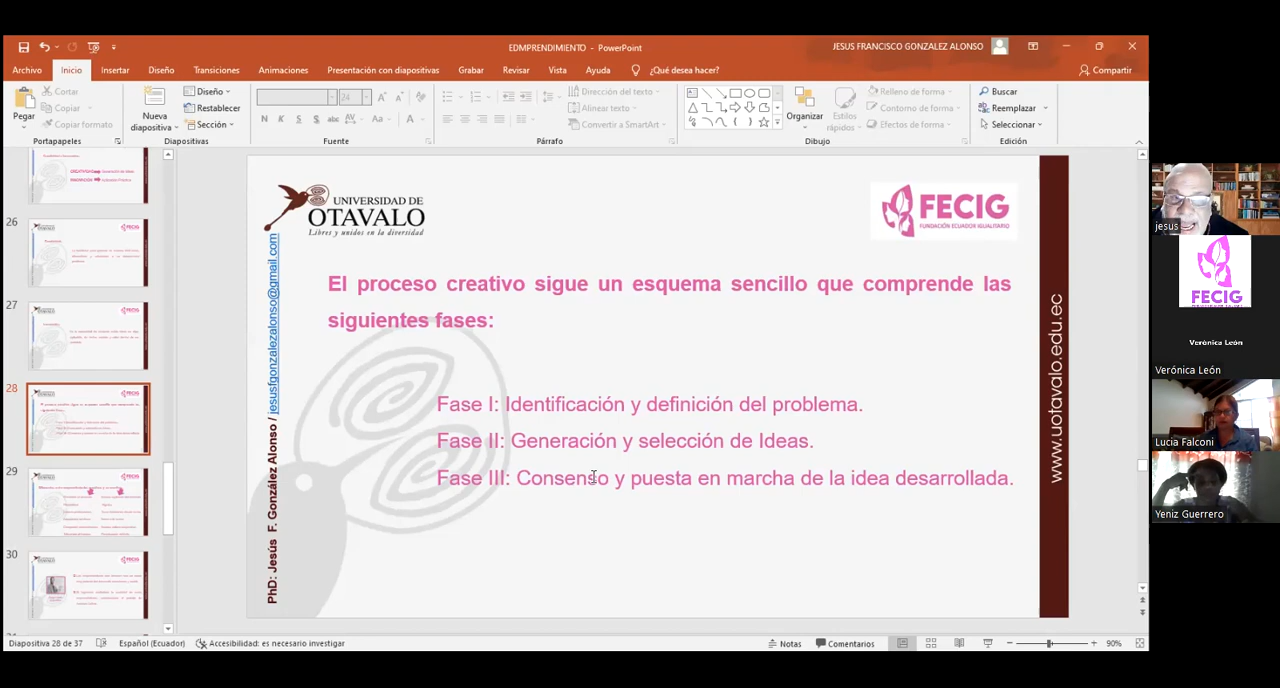 EDMPRENDIMIENTO - PowerPoint
JESUS FRANCISCO GONZALEZ ALONSO
Archivo
Inicio
Insertar
Diseño
Transiciones
Animaciones
Presentación con diapositivas
Grabar
Revisar
Vista
Ayuda
¿Qué desea hacer?
Compartir
Pegar
Cortar
Copiar
Copiar formato
Portapapeles
Nueva
diapositiva
Diseño
Restablecer
Sección
Diapositivas
24
N K S S abc AV Aa A
Fuente
Dirección del texto
Alinear texto
Convertir a SmartArt
Párrafo
Organizar
Estilos
rápidos
Relleno de forma
Contorno de forma
Efectos de forma
Dibujo
Buscar
Reemplazar
Seleccionar
Edición
26
27
28
29
30
UNIVERSIDAD DE
OTAVALO
Libres y unidos en la diversidad
FECIG
FUNDACIÓN ECUADOR IGUALITARIO
El proceso creativo sigue un esquema sencillo que comprende las
siguientes fases:
Fase I: Identificación y definición del problema.
Fase II: Generación y selección de Ideas.
Fase III: Consenso y puesta en marcha de la idea desarrollada.
PhD: Jesús F. González Alonso / jesusfgonzalezalonso@gmail.com
www.uotavalo.edu.ec
jesus
FECIG
Verónica León
Verónica León
Lucia Falconi
Yeniz Guerrero
Diapositiva 28 de 37
Español (Ecuador)
Accesibilidad: es necesario investigar
Notas
Comentarios
90%